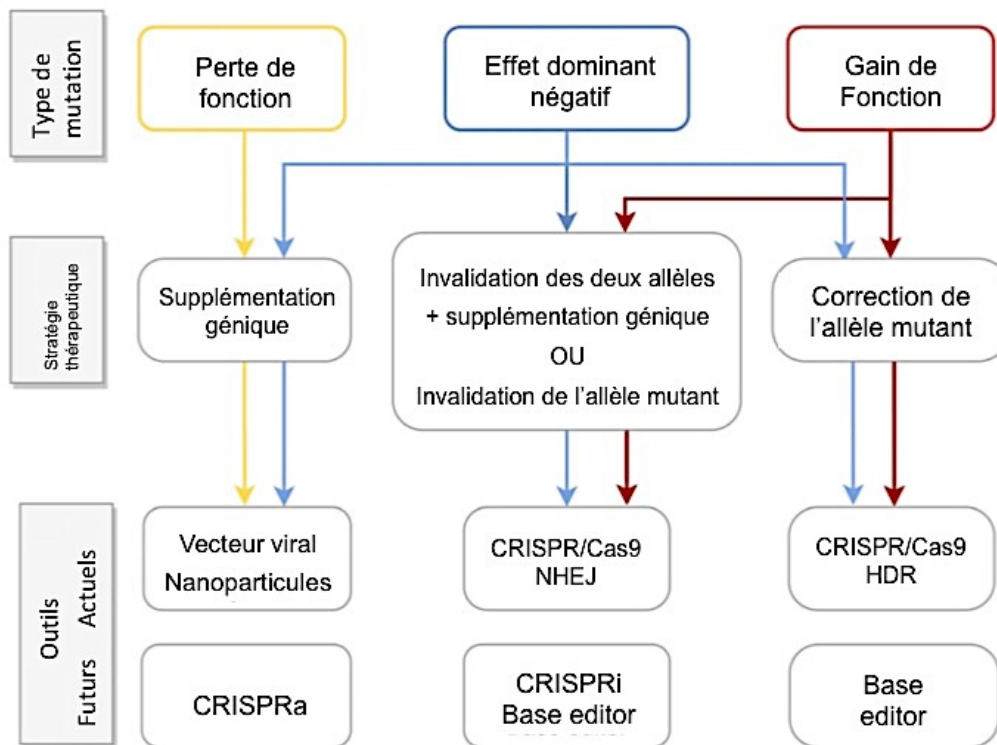 Type de
mutation
Perte de
fonction
Effet dominant
négatif
Gain de
Fonction
Stratégie
thérapeutique
Supplémentation
génique
Invalidation des deux allèles
+ supplémentation génique
OU
Invalidation de l'allèle mutant
Correction de
l'allèle mutant
Outils
Futurs Actuels
Vecteur viral
Nanoparticules
CRISPR/Cas9
NHEJ
CRISPR/Cas9
HDR
CRISPRa
CRISPRi
Base editor
Base
editor